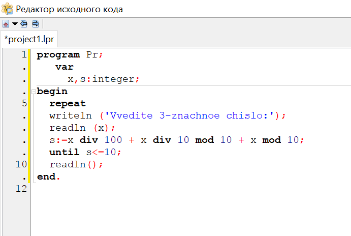 Редактор исходного кода
*project1.lpr
1 program Pr;
. var
. x,s:integer;
. begin
5 repeat
. writeln ('Vvedite 3-znachnoe chislo:');
. readln (x);
. s:=x div 100 + x div 10 mod 10 + x mod 10;
. until s<=10;
10 readln();
. end.
12